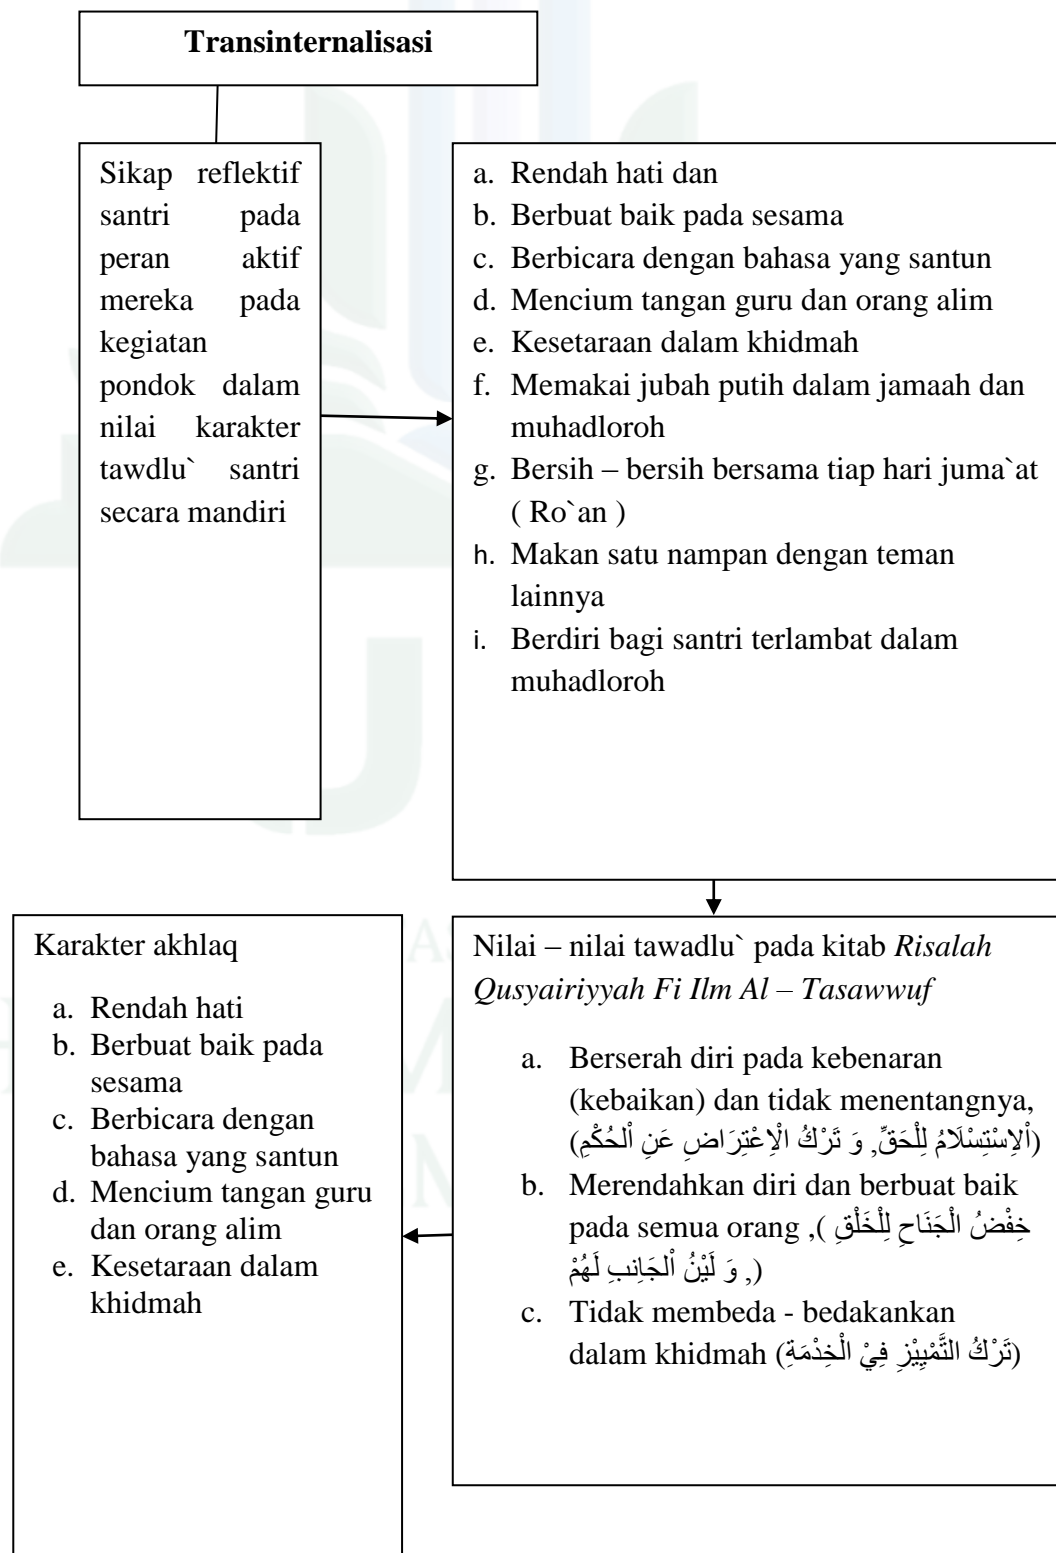 Transinternalisasi
Sikap reflektif
santri pada
peran aktif
mereka pada
kegiatan
pondok dalam
nilai karakter
tawdlu` santri
secara mandiri
a. Rendah hati dan
b. Berbuat baik pada sesama
c. Berbicara dengan bahasa yang santun
d. Mencium tangan guru dan orang alim
e. Kesetaraan dalam khidmah
f. Memakai jubah putih dalam jamaah dan
muhadloroh
g. Bersih – bersih bersama tiap hari juma`at
( Ro`an )
h. Makan satu nampan dengan teman
lainnya
i. Berdiri bagi santri terlambat dalam
muhadloroh
Nilai – nilai tawadlu` pada kitab Risalah
Qusyairiyyah Fi Ilm Al – Tasawwuf
a. Berserah diri pada kebenaran
(kebaikan) dan tidak menentangnya,
(اْلاِسْتِسْلَامُ لِلْحَقِّ, وَ تَرْكُ الْاِعْتِرَاضِ عَنِ اْلحُكْمِ)
b. Merendahkan diri dan berbuat baik
pada semua orang ,( خِفْضُ الْجَنَاحِ لِلْخَلْقِ
(, وَ لَيْنُ اْلجَانِبِ لَهُمْ
c. Tidak membeda - bedakankan
dalam khidmah (تَرْكُ التَّمْيِيْزِ فِيْ الْخِدْمَةِ)
Karakter akhlaq
a. Rendah hati
b. Berbuat baik pada
sesama
c. Berbicara dengan
bahasa yang santun
d. Mencium tangan guru
dan orang alim
e. Kesetaraan dalam
khidmah